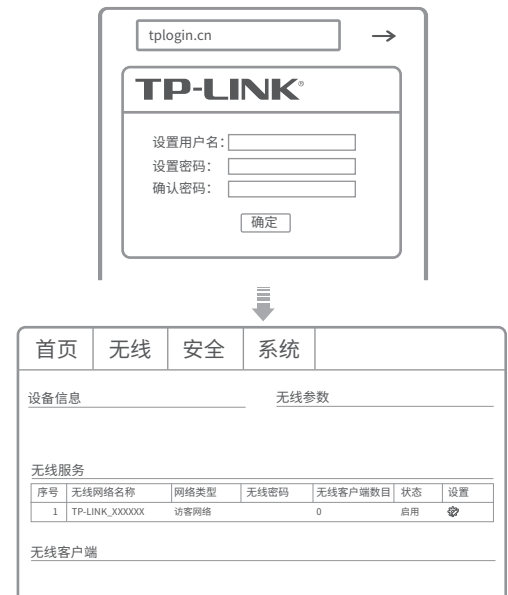 tplogin.cn
TP-LINK®
设置用户名：
设置密码：
确认密码：
确定
首页 无线 安全 系统
设备信息 无线参数
无线服务
序号 无线网络名称 网络类型 无线密码 无线客户端数目 状态 设置
1 TP-LINK_XXXXXX 访客网络 0 启用
无线客户端